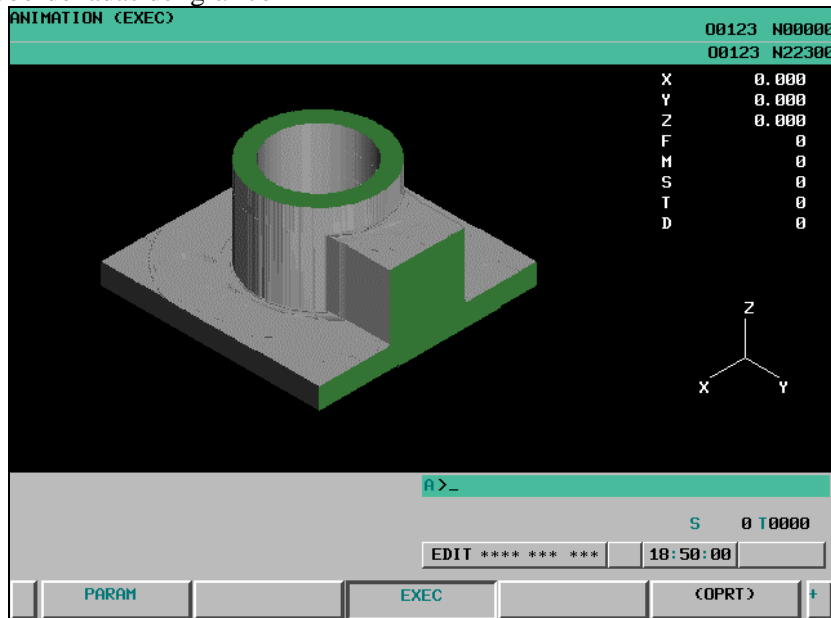 ANIMATION (EXEC)
O0123 N00000
O0123 N22300
X 0.000
Y 0.000
Z 0.000
F 0
M 0
S 0
T 0
D 0
Z
X Y
A>_
S 0 T0000
EDIT **** *** *** 18:50:00
PARAM EXEC (OPRT) +